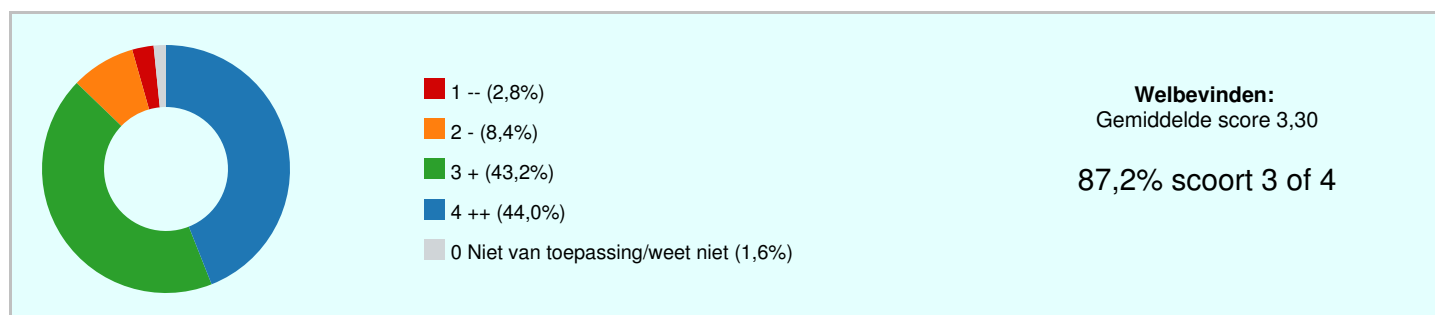 1 -- (2,8%)
2 - (8,4%)
3 + (43,2%)
4 ++ (44,0%)
0 Niet van toepassing/weet niet (1,6%)
Welbevinden:
Gemiddelde score 3,30
87,2% scoort 3 of 4